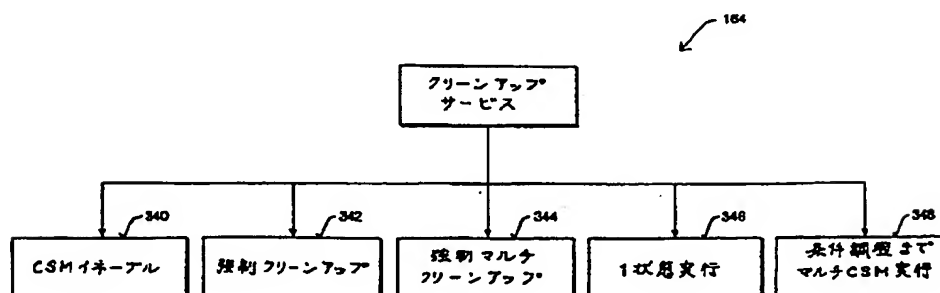 164
クリーンアップ
サービス
340
342
344
346
348
CSMイネーブル
強制クリーンアップ
強制マルチ
クリーンアップ
1状態実行
条件調整まで
マルチCSM実行